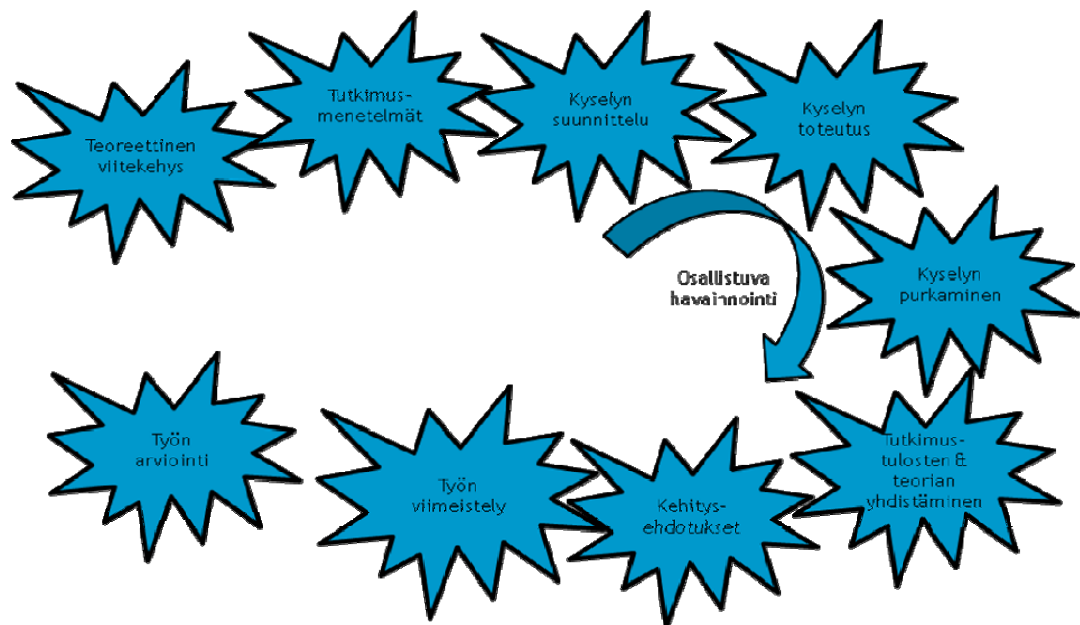 Teoreettinen
viitekehys
Tutkimus-
menetelmät
Kyselyn
suunnittelu
Kyselyn
toteutus
Kyselyn
purkaminen
Osallistuva
havainnointi
Tutkimus-
tulosten &
teorian
yhdistäminen
Kehitys-
ehdotukset
Työn
viimeistely
Työn
arviointi